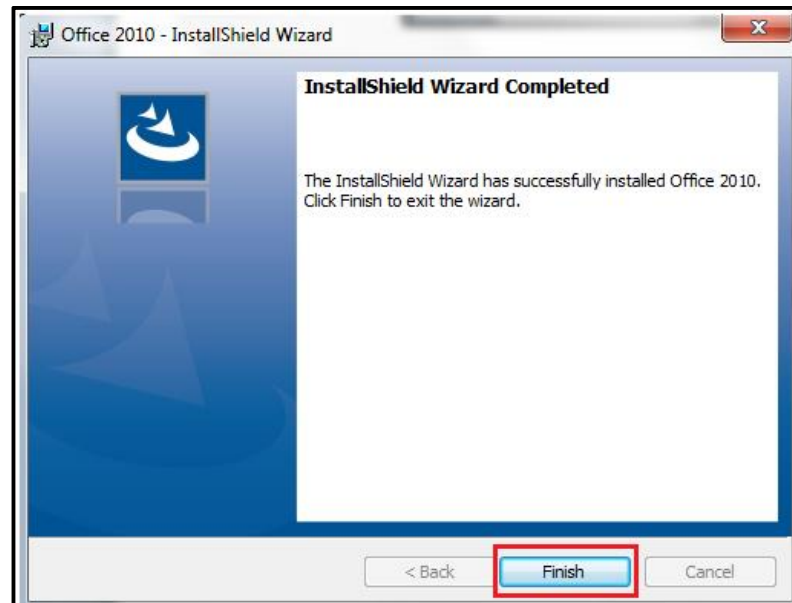 Office 2010 - InstallShield Wizard
InstallShield Wizard Completed
The InstallShield Wizard has successfully installed Office 2010.
Click Finish to exit the wizard.
< Back Finish Cancel